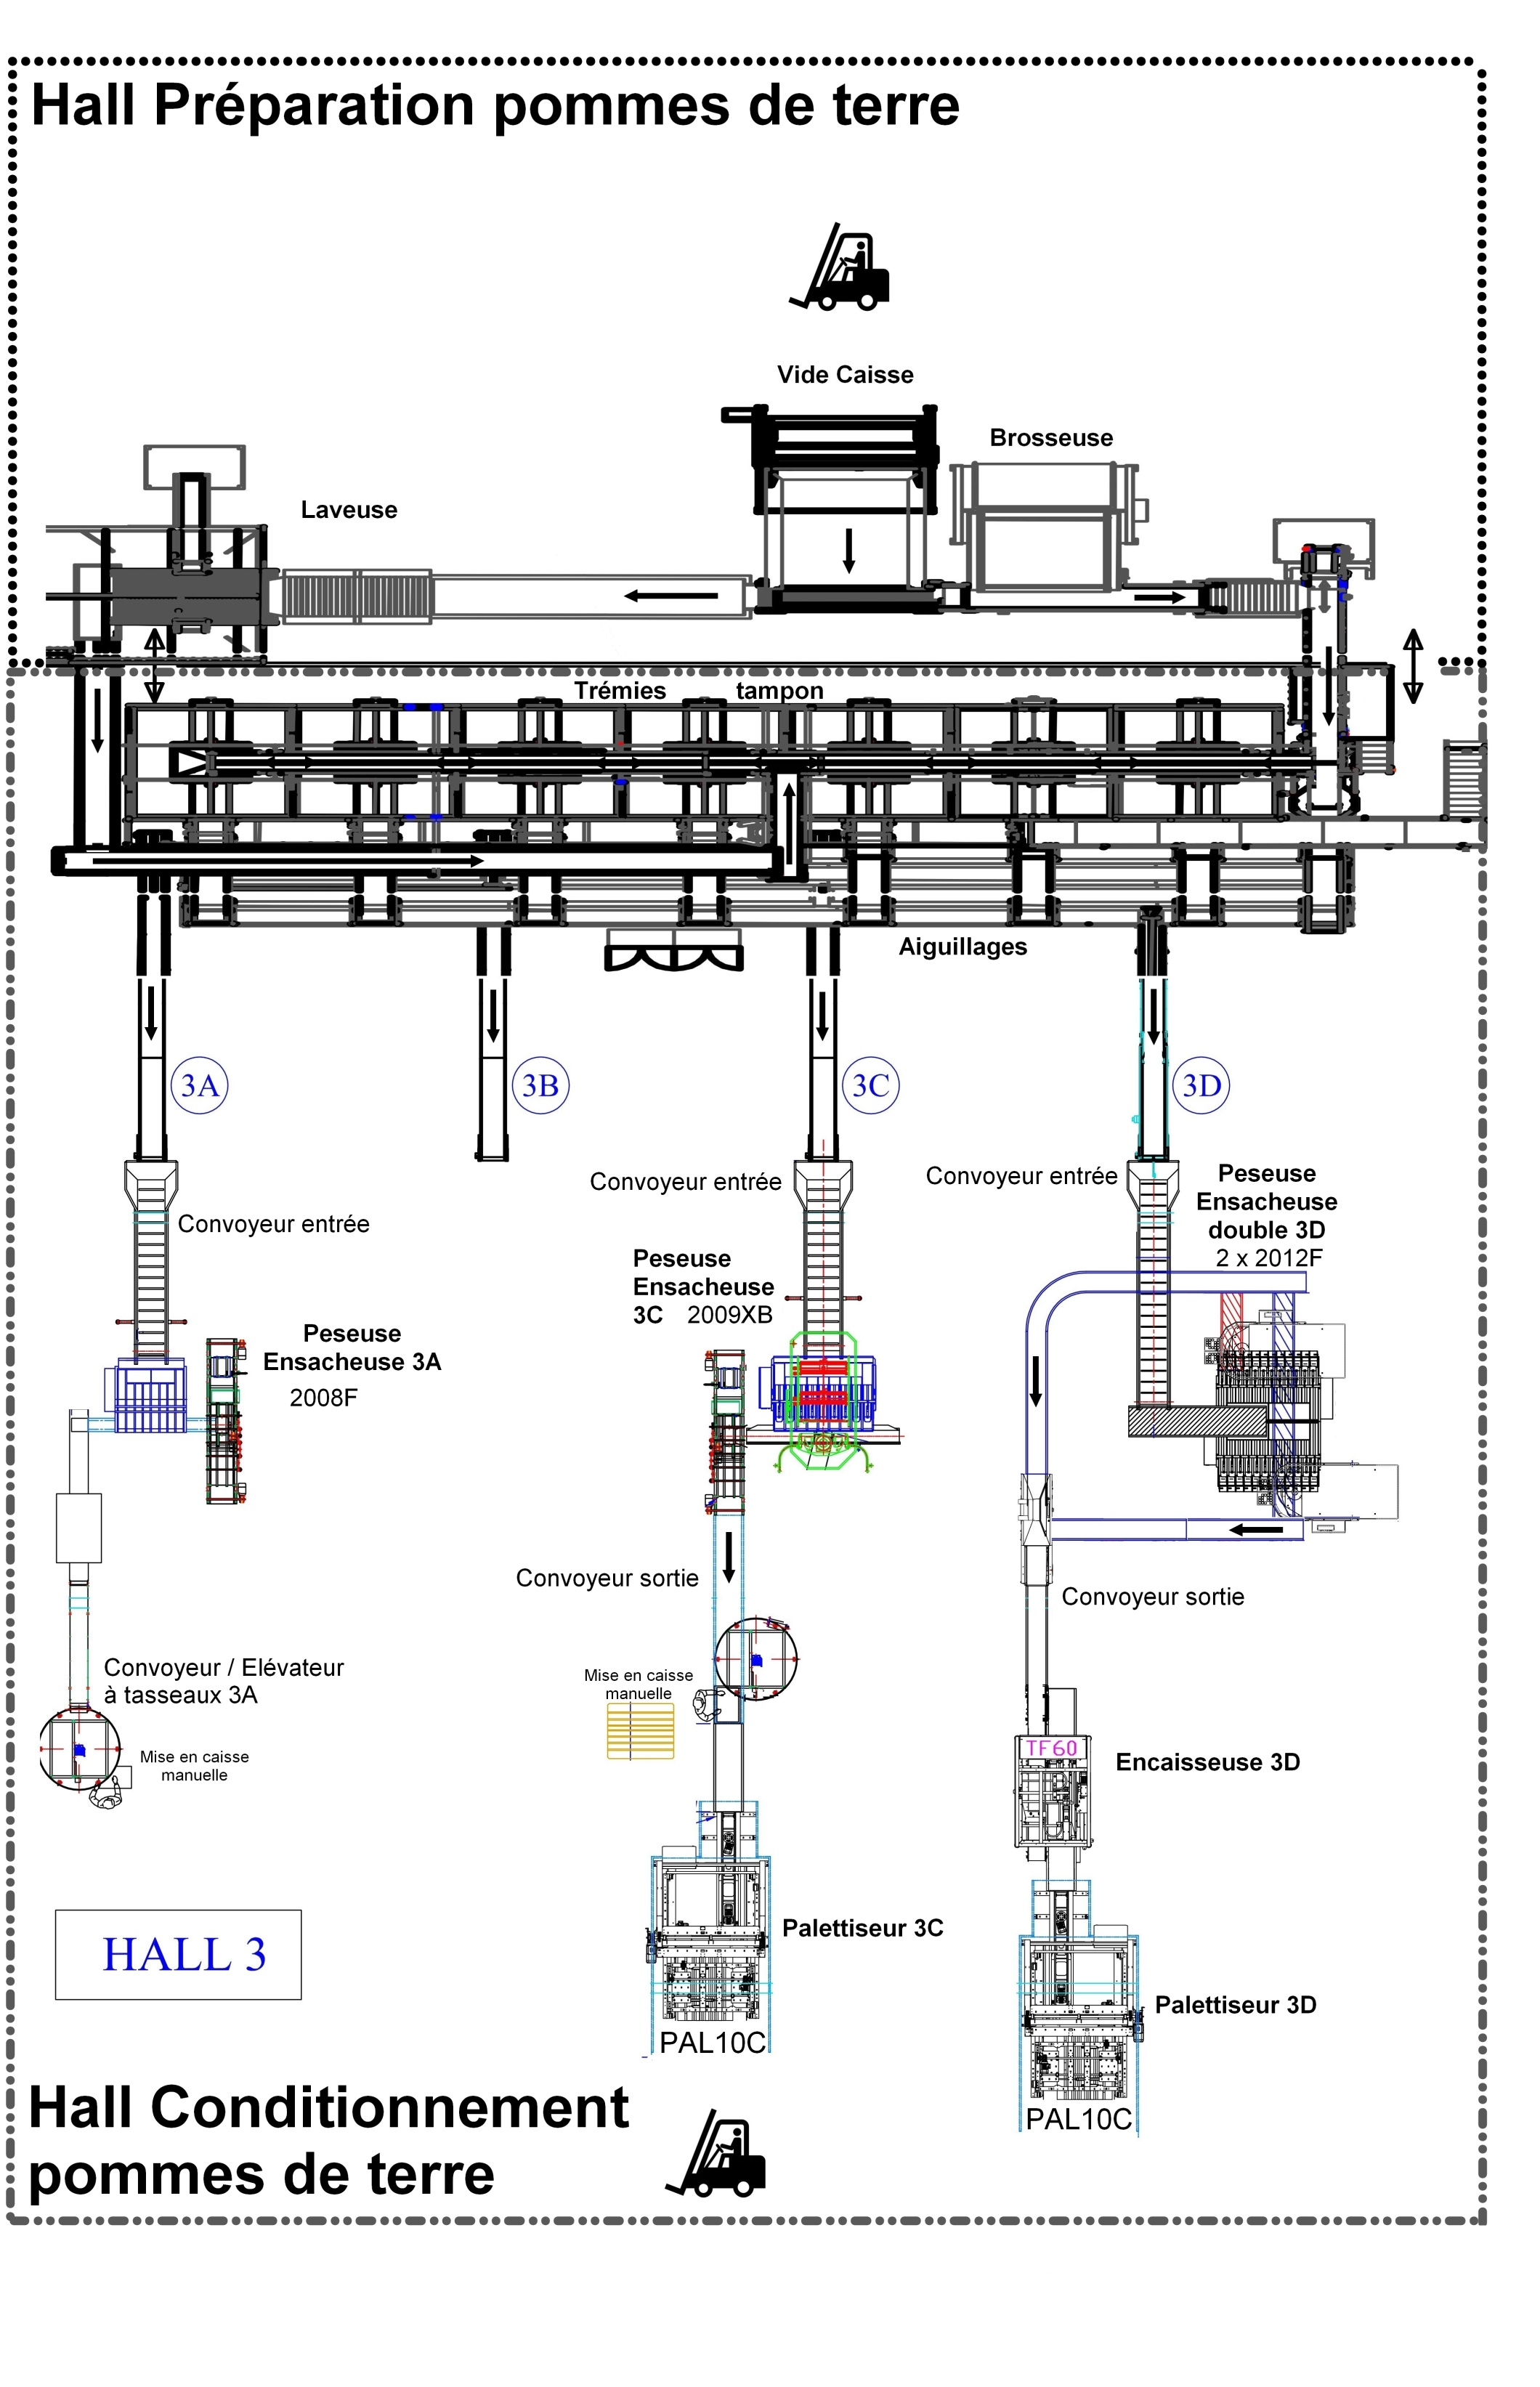 Hall Préparation pommes de terre
Vide Caisse
Brosseuse
Laveuse
Trémies tampon
Aiguillages
3A
3B
3C
3D
Convoyeur entrée
Convoyeur entrée
Convoyeur entrée
Peseuse
Ensacheuse
double 3D
2 x 2012F
Peseuse
Ensacheuse
3C 2009XB
Peseuse
Ensacheuse 3A
2008F
Convoyeur sortie
Convoyeur sortie
Convoyeur / Elévateur
à tasseaux 3A
Mise en caisse
manuelle
Mise en caisse
manuelle
TF60
Encaisseuse 3D
Palettiseur 3C
PAL10C
Palettiseur 3D
PAL10C
HALL 3
Hall Conditionnement
pommes de terre